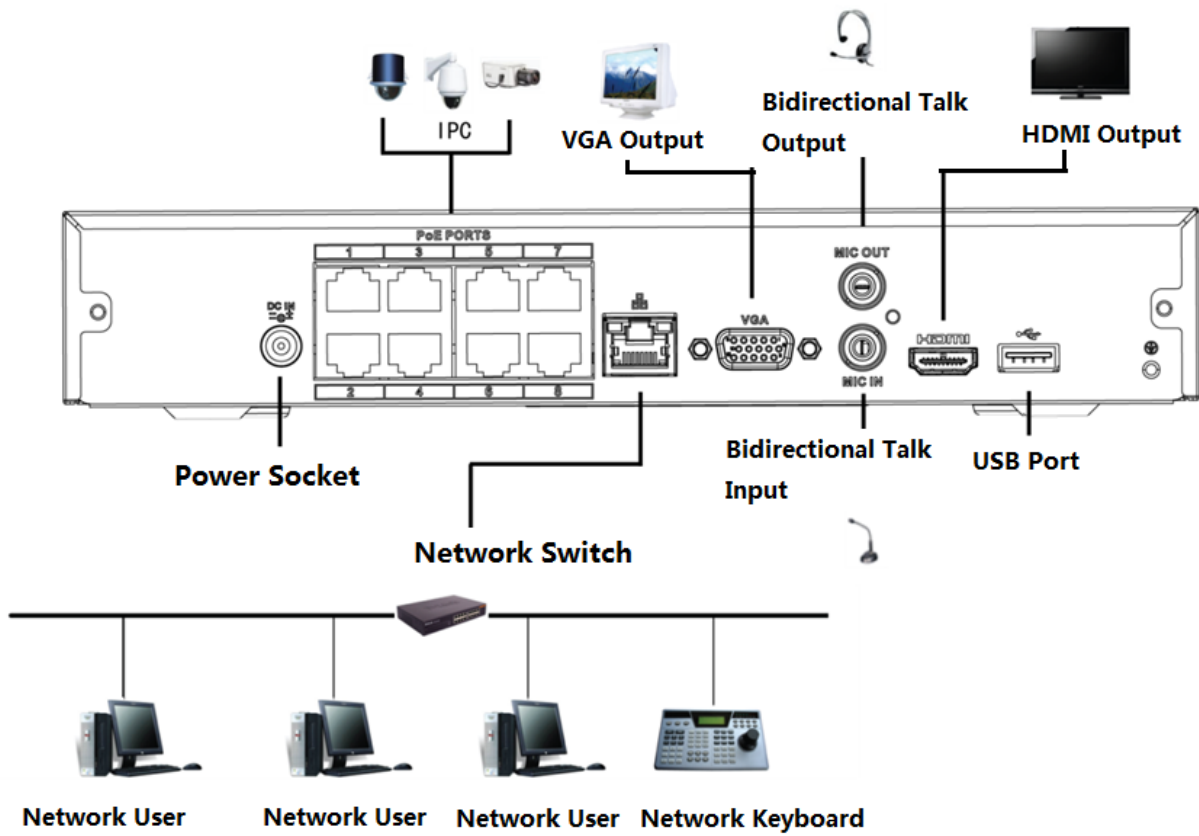 IPC
VGA Output
Bidirectional Talk
Output
HDMI Output
PoE PORTS
1 3 5 7
MIC OUT
DC IN
VGA
HDMI
MIC IN
2 4 6 8
Power Socket
Bidirectional Talk
Input
USB Port
Network Switch
Network User
Network User
Network User
Network Keyboard